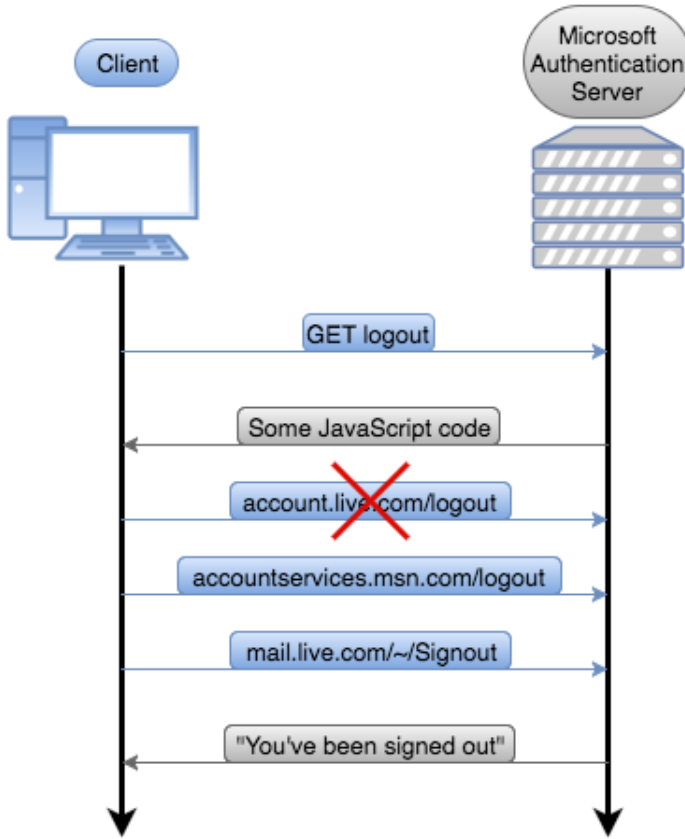 Client
Microsoft
Authentication
Server
GET logout
Some JavaScript code
account.live.com/logout
accountservices.msn.com/logout
mail.live.com/~/Signout
"You've been signed out"